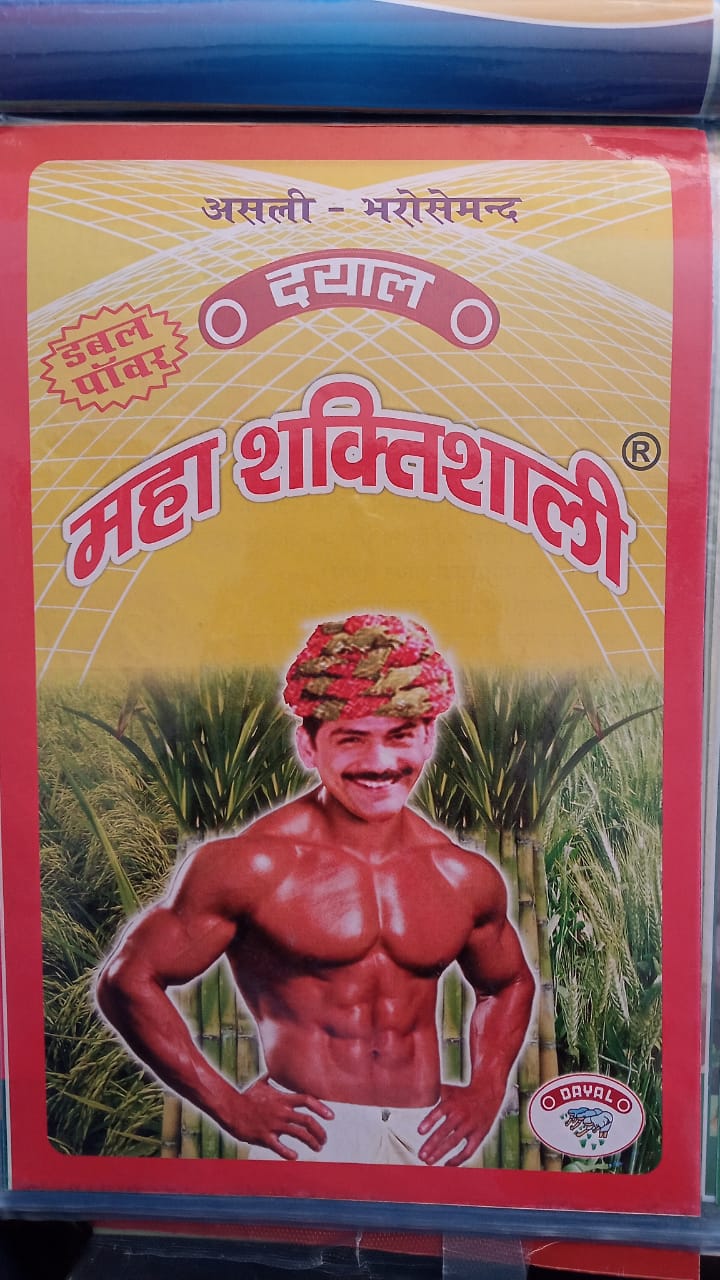 असली - भरोसेमन्द
दयाल
डबल
पॉवर
महा शक्तिशाली ®
DAYAL